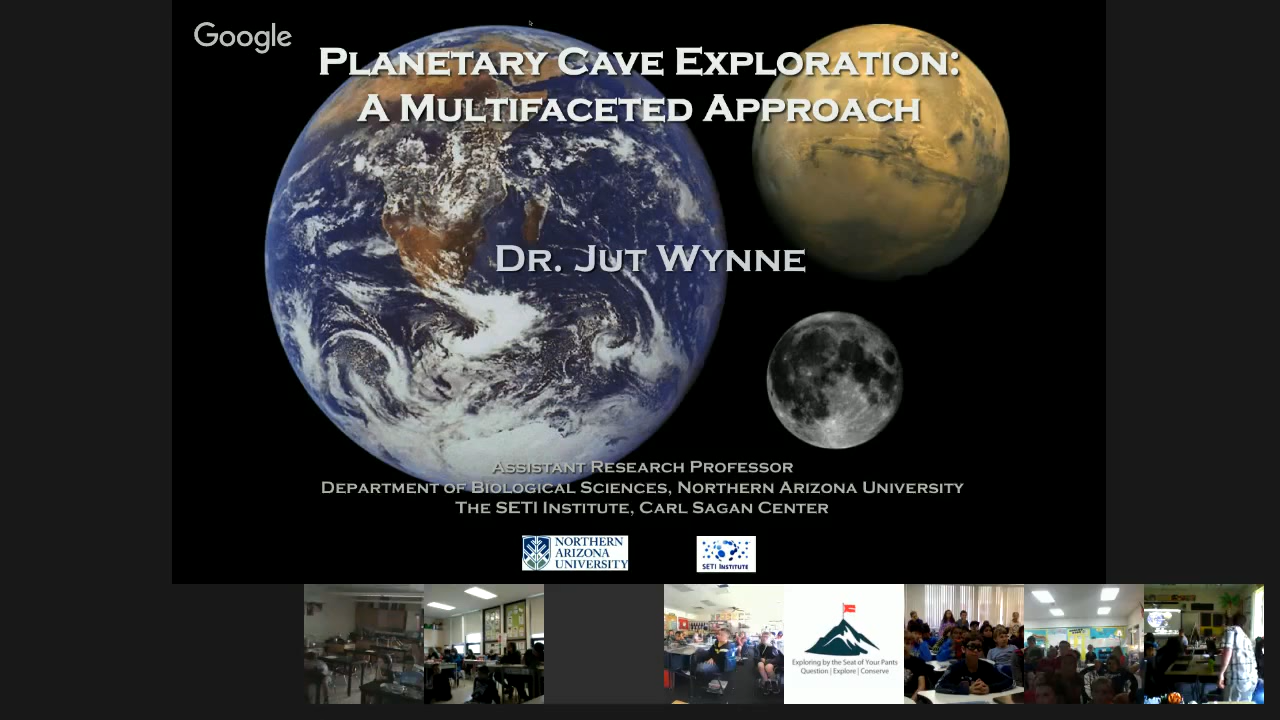 Google
PLANETARY CAVE EXPLORATION:
A MULTIFACETED APPROACH
DR. JUT WYNNE
ASSISTANT RESEARCH PROFESSOR
DEPARTMENT OF BIOLOGICAL SCIENCES, NORTHERN ARIZONA UNIVERSITY
THE SETI INSTITUTE, CARL SAGAN CENTER
NORTHERN
ARIZONA
UNIVERSITY
SETI INSTITUTE
Exploring by the Seat of Your Pants
Question | Explore | Conserve